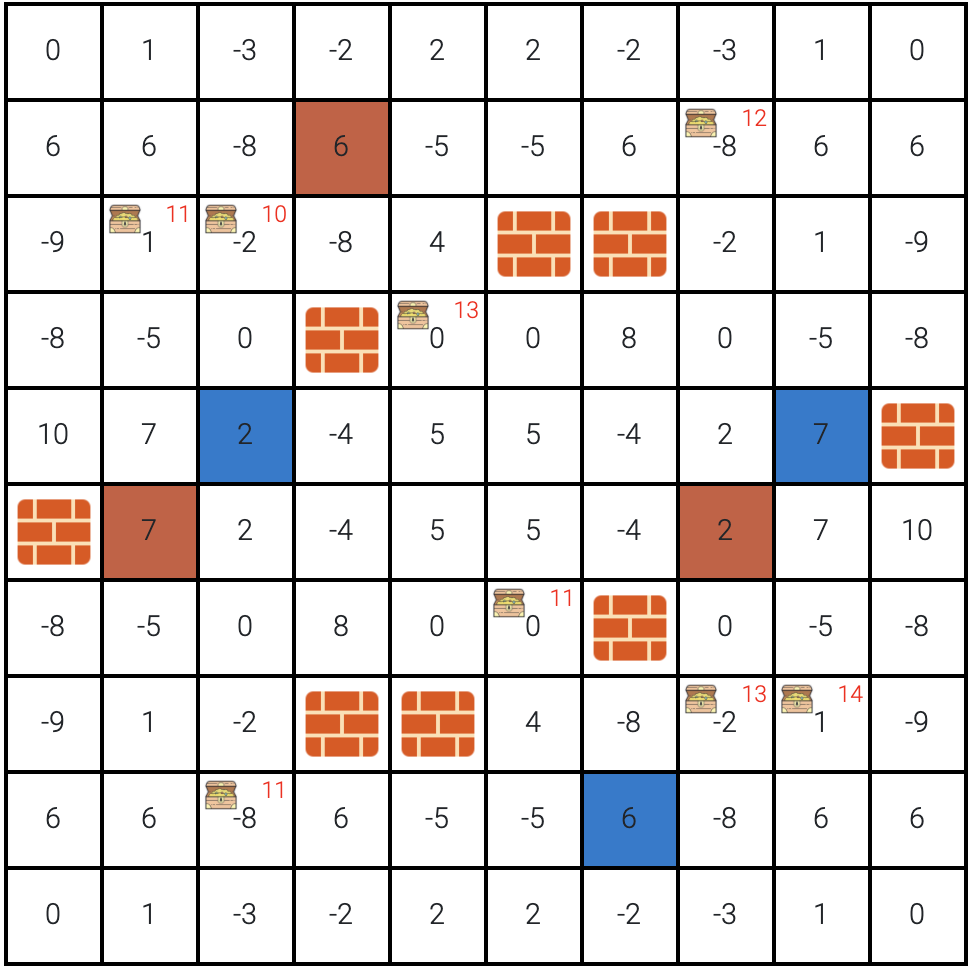 0 1 -3 -2 2 2 -2 -3 1 0
6 6 -8 6 -5 -5 6 -8 12 6 6
-9 1 11 -2 10 -8 4 -2 1 -9
-8 -5 0 0 13 0 8 0 -5 -8
10 7 2 -4 5 5 -4 2 7
7 2 -4 5 5 -4 2 7 10
-8 -5 0 8 0 0 11 0 -5 -8
-9 1 -2 4 -8 -2 13 1 14 -9
6 6 -8 11 6 -5 -5 6 -8 6 6
0 1 -3 -2 2 2 -2 -3 1 0